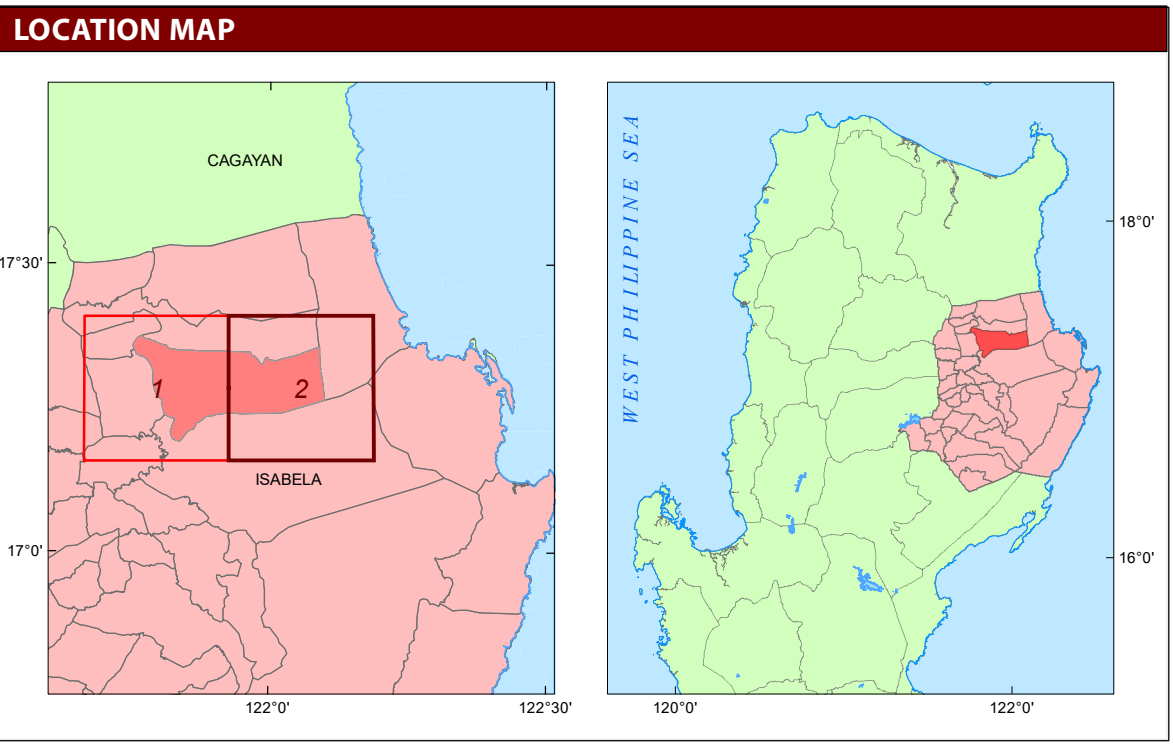 LOCATION MAP
CAGAYAN
17°30'
1
2
ISABELA
17°0'
122°0'
122°30'
WEST PHILIPPINE SEA
18°0'
16°0'
120°0'
122°0'